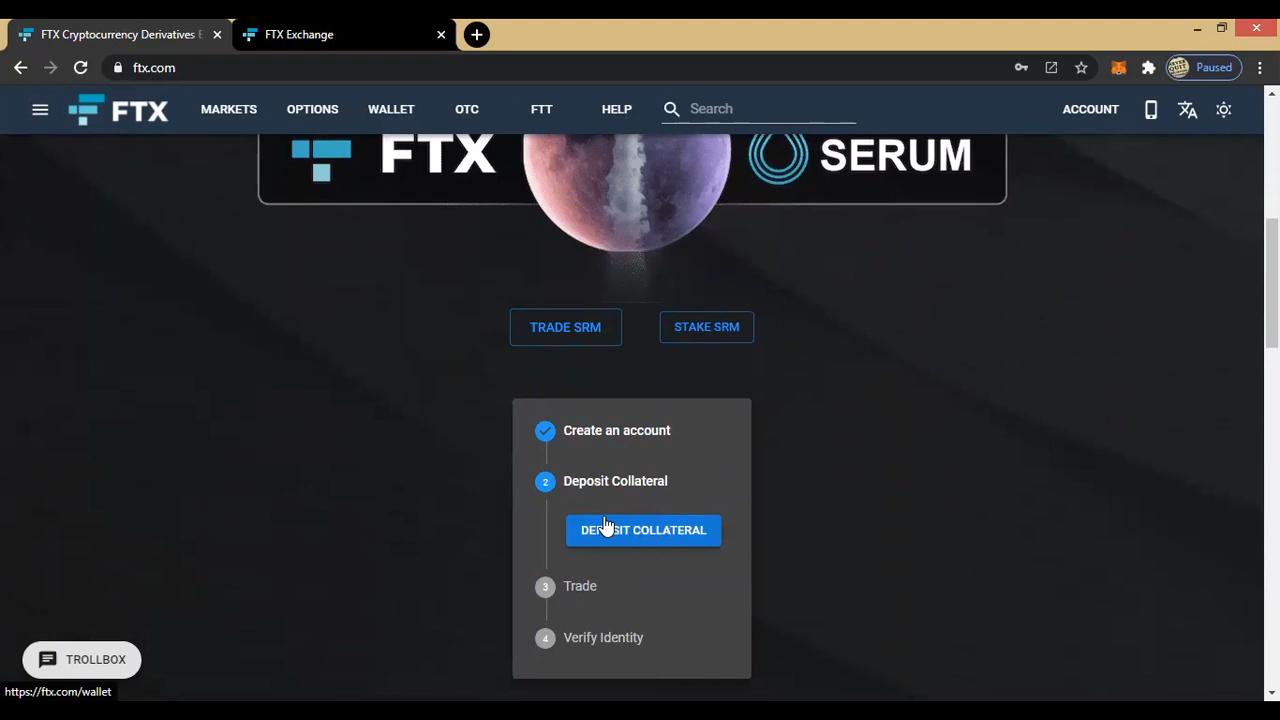 FTX Cryptocurrency Derivatives E
FTX Exchange
ftx.com
Paused
FTX
MARKETS
OPTIONS
WALLET
OTC
FTT
HELP
Search
ACCOUNT
FTX
SERUM
TRADE SRM
STAKE SRM
Create an account
2
Deposit Collateral
DEPOSIT COLLATERAL
3
Trade
4
Verify Identity
TROLLBOX
https://ftx.com/wallet